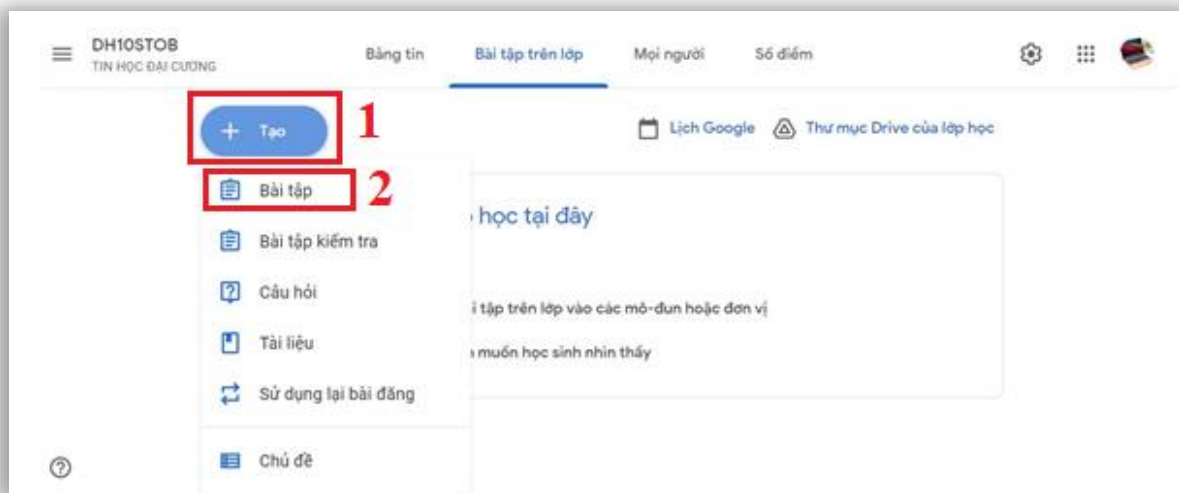 DH10STOB
TIN HỌC ĐẠI CƯƠNG
Bảng tin
Bài tập trên lớp
Mọi người
Số điểm
+ Tạo
1
Lịch Google
Thư mục Drive của lớp học
Bài tập
2
học tại đây
Bài tập kiểm tra
Câu hỏi
i tập trên lớp vào các mô-đun hoặc đơn vị
Tài liệu
muốn học sinh nhìn thấy
Sử dụng lại bài đăng
Chủ đề